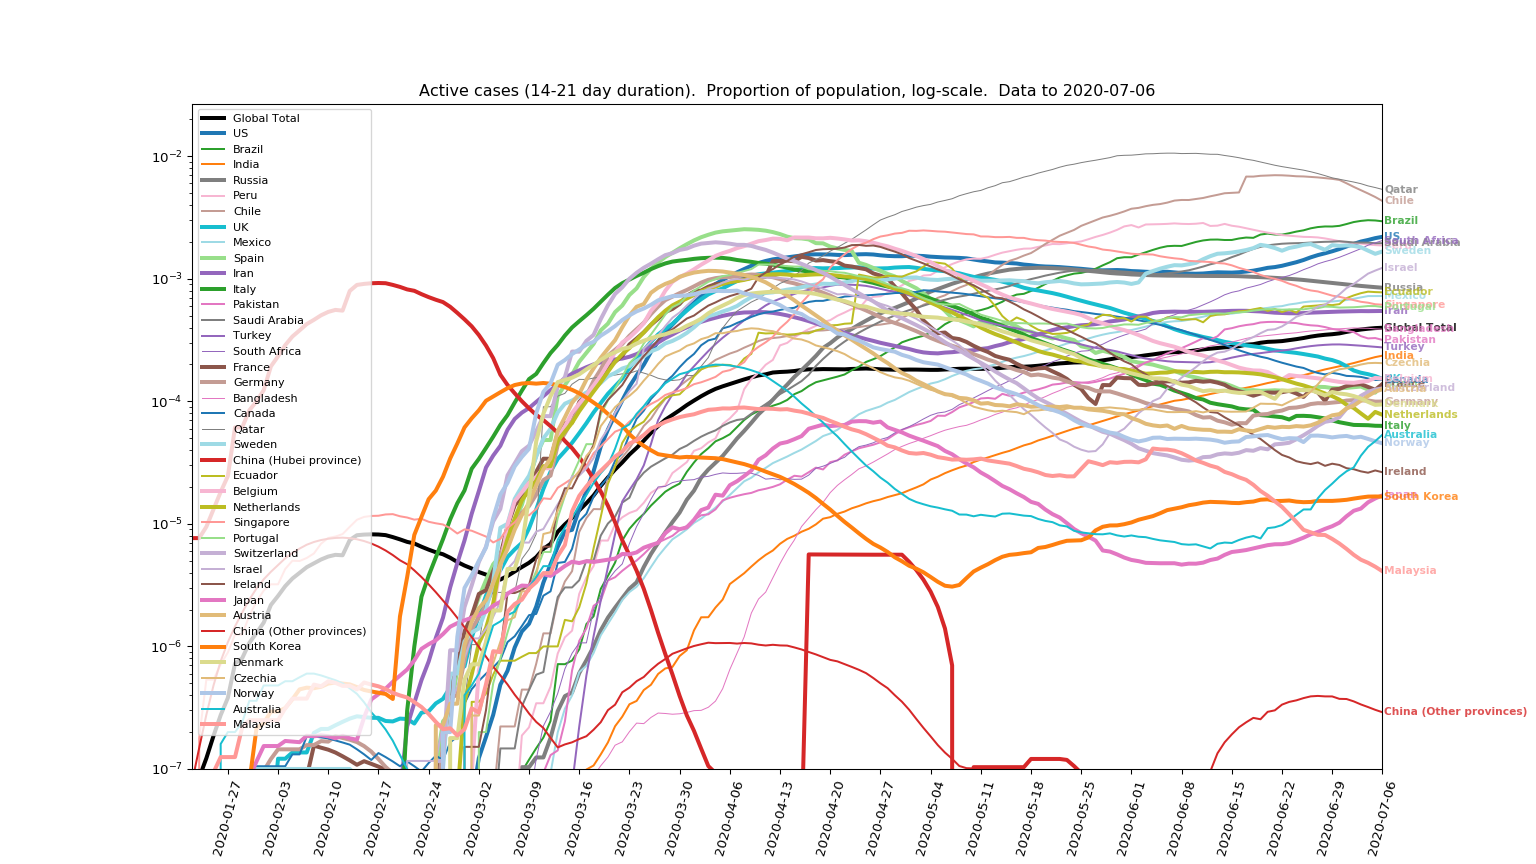 Active cases (14-21 day duration).  Proportion of population, log-scale.  Data to 2020-07-06
Global Total
US
Brazil
India
Russia
Peru
Chile
UK
Mexico
Spain
Iran
Italy
Pakistan
Saudi Arabia
Turkey
South Africa
France
Germany
Bangladesh
Canada
Qatar
Sweden
China (Hubei province)
Ecuador
Belgium
Netherlands
Singapore
Portugal
Switzerland
Israel
Ireland
Japan
Austria
China (Other provinces)
South Korea
Denmark
Czechia
Norway
Australia
Malaysia
10⁻²
10⁻³
10⁻⁴
10⁻⁵
10⁻⁶
10⁻⁷
Qatar
Chile
Brazil
US
South Africa
Saudi Arabia
Sweden
Israel
Russia
Ecuador
Mexico
Singapore
Iran
Global Total
Pakistan
Turkey
India
Czechia
Germany
Netherlands
Italy
Australia
Norway
Ireland
Japan
South Korea
Malaysia
China (Other provinces)
2020-01-27
2020-02-03
2020-02-10
2020-02-17
2020-02-24
2020-03-02
2020-03-09
2020-03-16
2020-03-23
2020-03-30
2020-04-06
2020-04-13
2020-04-20
2020-04-27
2020-05-04
2020-05-11
2020-05-18
2020-05-25
2020-06-01
2020-06-08
2020-06-15
2020-06-22
2020-06-29
2020-07-06